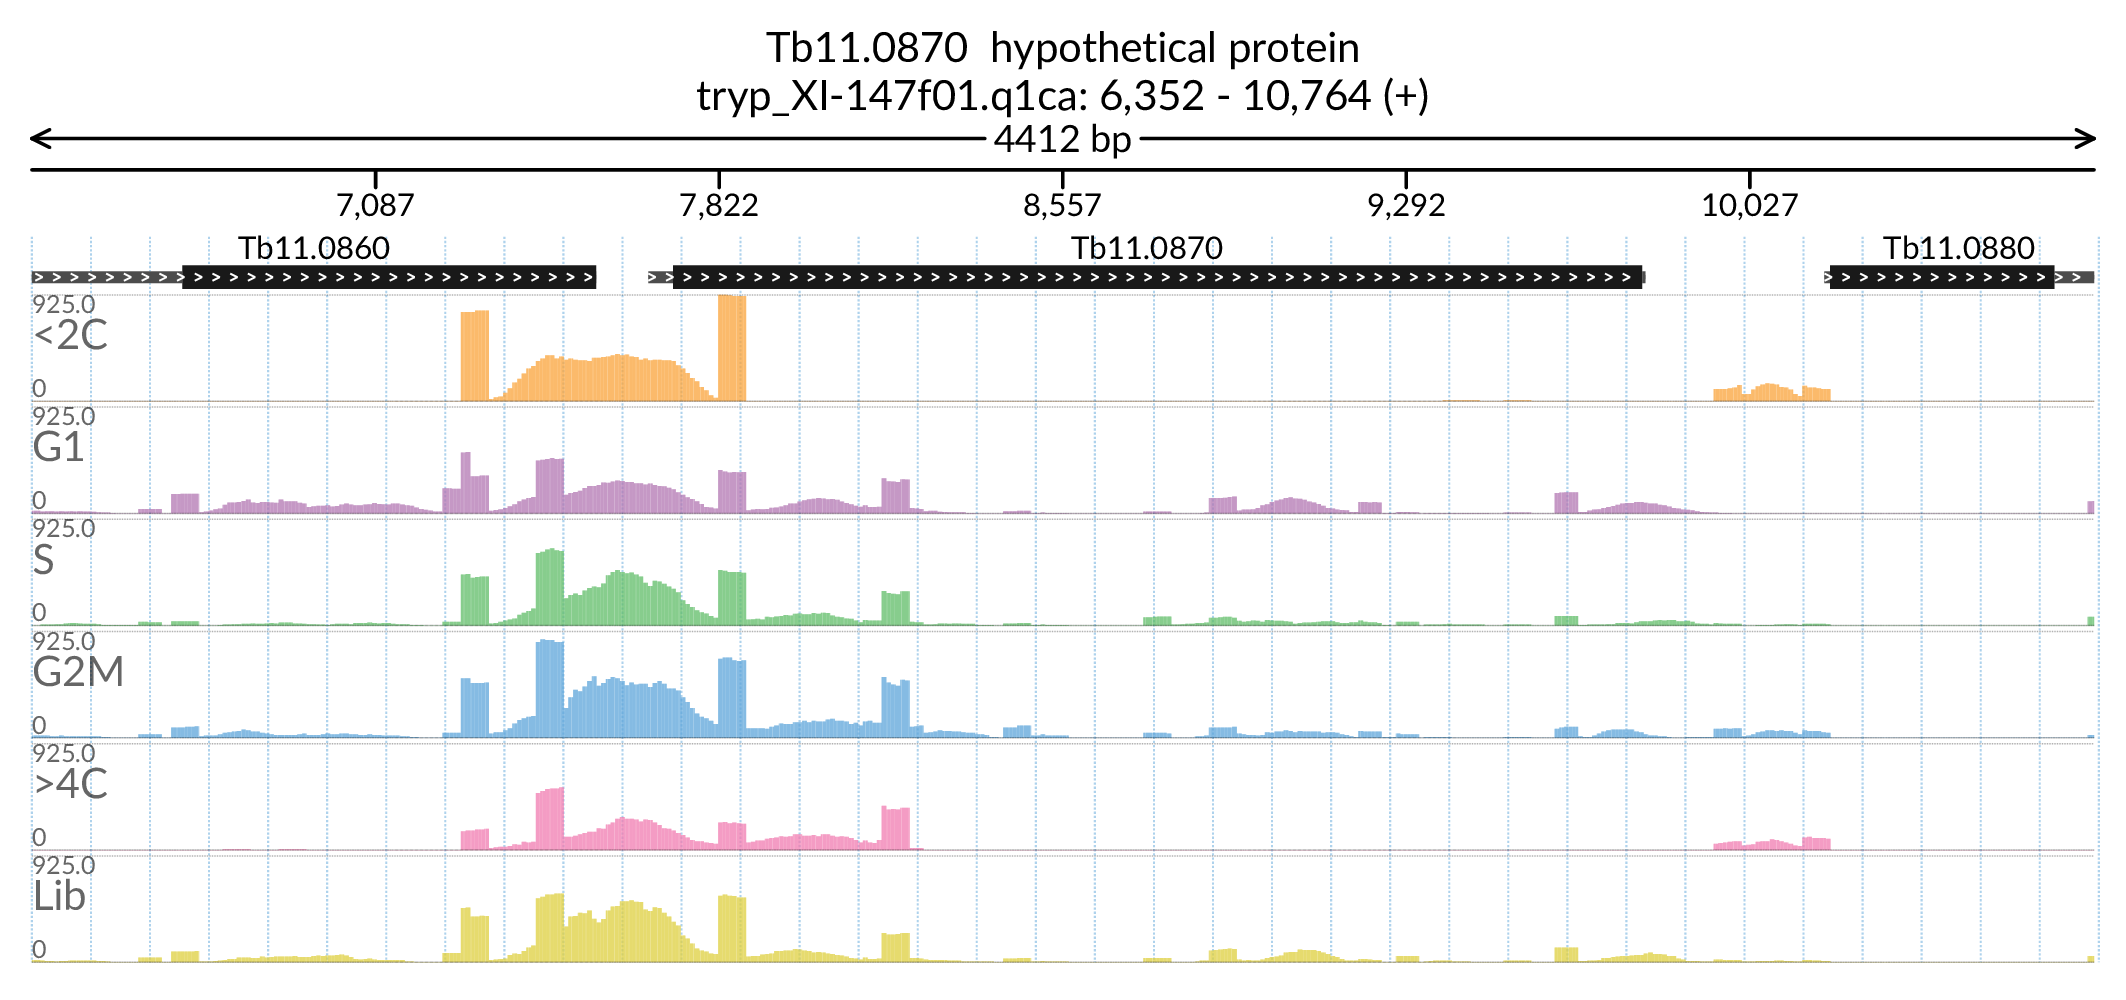 Tb11.0870 hypothetical protein
tryp_XI-147f01.q1ca: 6,352 - 10,764 (+)
4412 bp
7,087 7,822 8,557 9,292 10,027
Tb11.0860 Tb11.0870 Tb11.0880
925.0
<2C
0
925.0
G1
0
925.0
S
0
925.0
G2M
0
925.0
>4C
0
925.0
Lib
0